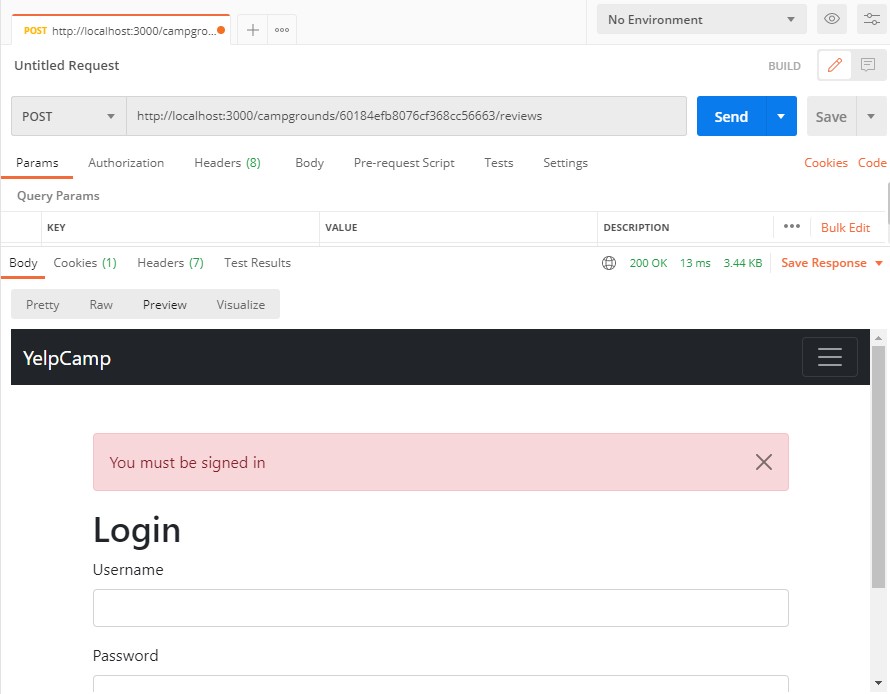 POST http://localhost:3000/campgro...
No Environment
Untitled Request
BUILD
POST
http://localhost:3000/campgrounds/60184efb8076cf368cc56663/reviews
Send
Save
Params Authorization Headers (8) Body Pre-request Script Tests Settings Cookies Code
Query Params
KEY VALUE DESCRIPTION Bulk Edit
Body Cookies (1) Headers (7) Test Results 200 OK 13 ms 3.44 KB Save Response
Pretty Raw Preview Visualize
YelpCamp
You must be signed in
Login
Username
Password